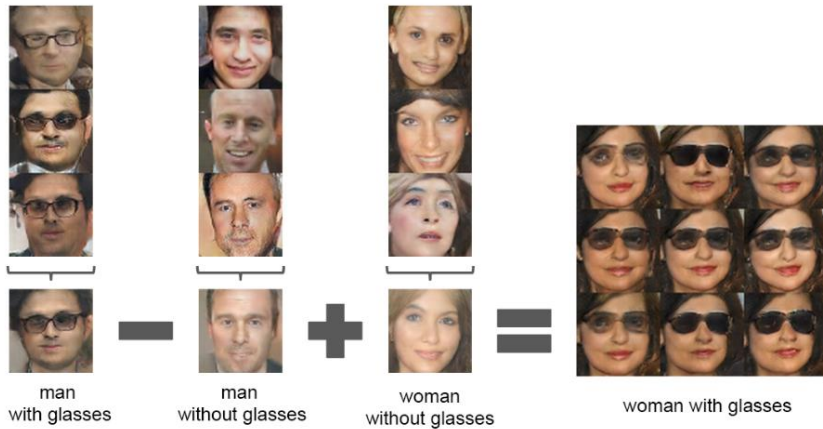 man
with glasses
man
without glasses
woman
without glasses
woman with glasses